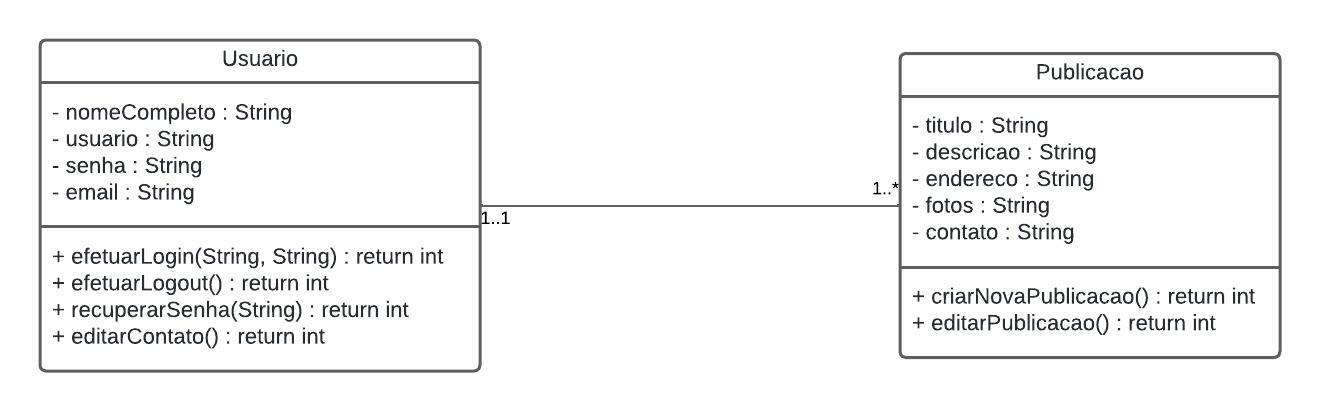 Usuario
- nomeCompleto : String
- usuario : String
- senha : String
- email : String
+ efetuarLogin(String, String) : return int
+ efetuarLogout() : return int
+ recuperarSenha(String) : return int
+ editarContato() : return int
1..1
1..*
Publicacao
- titulo : String
- descricao : String
- endereco : String
- fotos : String
- contato : String
+ criarNovaPublicacao() : return int
+ editarPublicacao() : return int